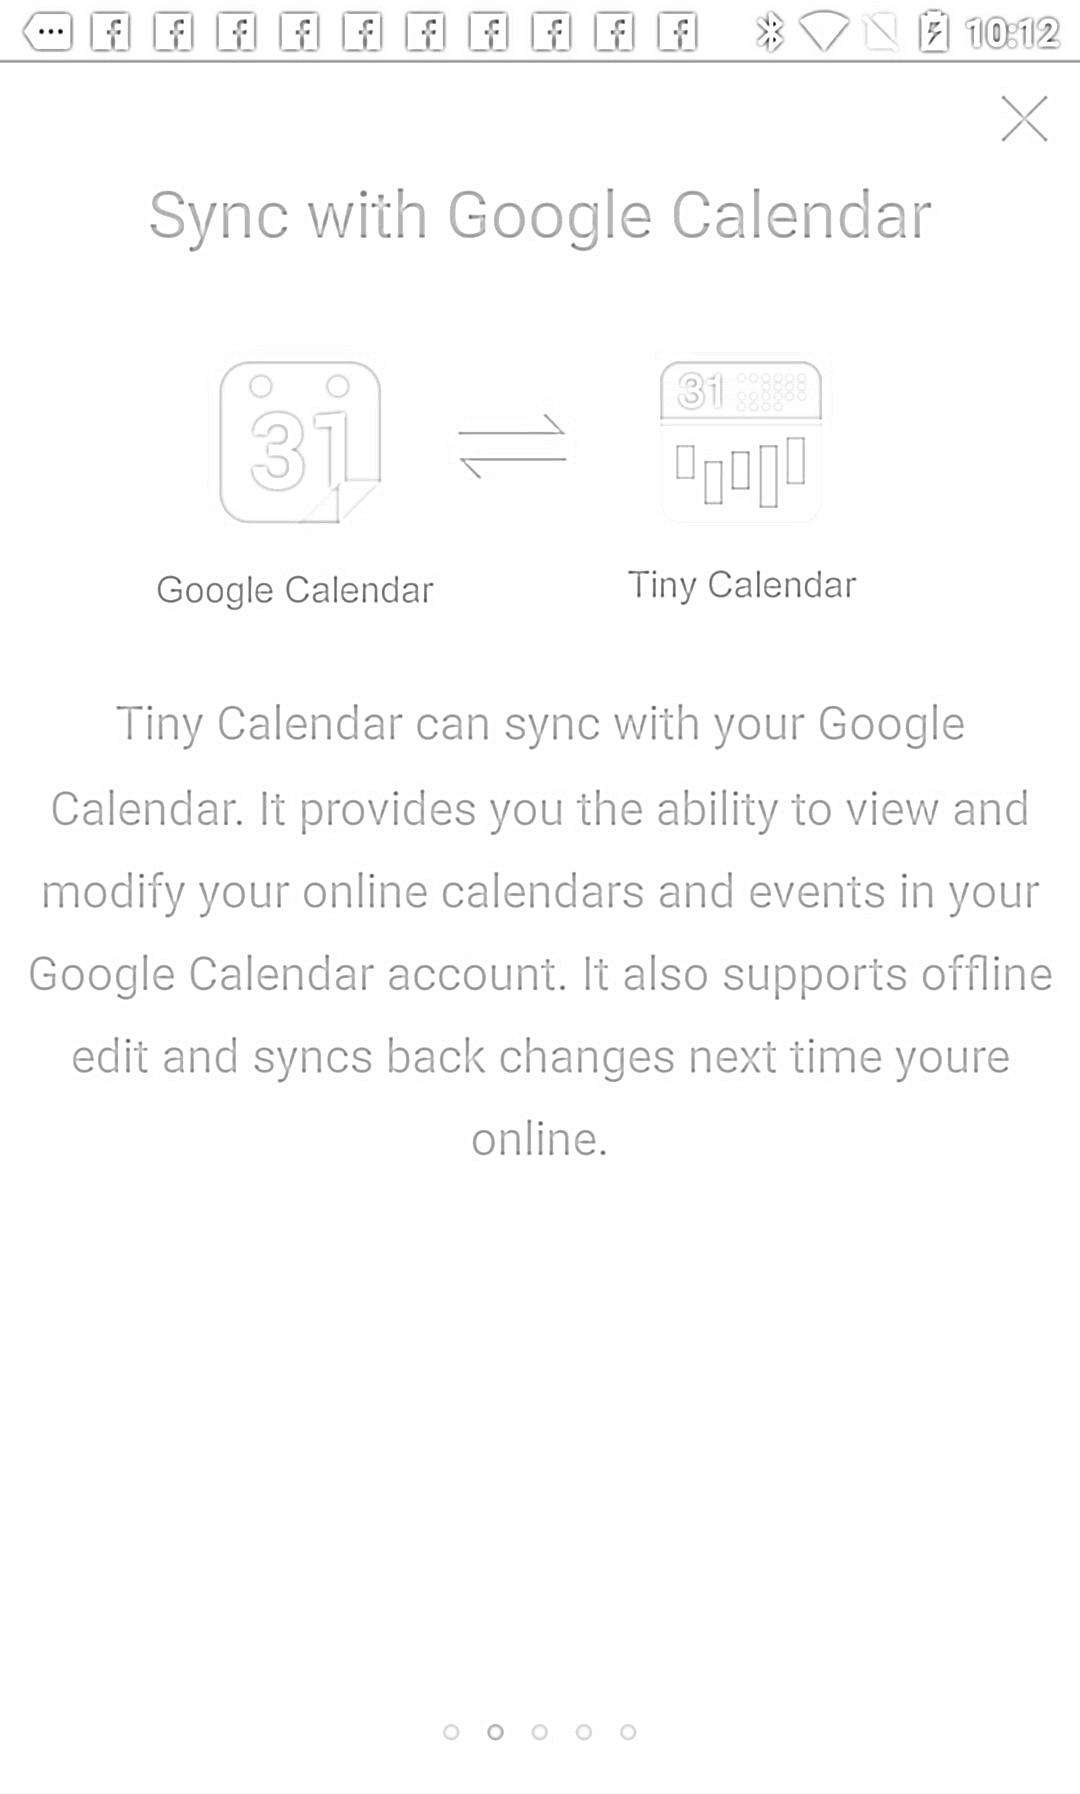 10:12
Sync with Google Calendar
31
31
Google Calendar
Tiny Calendar
Tiny Calendar can sync with your Google
Calendar. It provides you the ability to view and
modify your online calendars and events in your
Google Calendar account. It also supports offline
edit and syncs back changes next time youre
online.